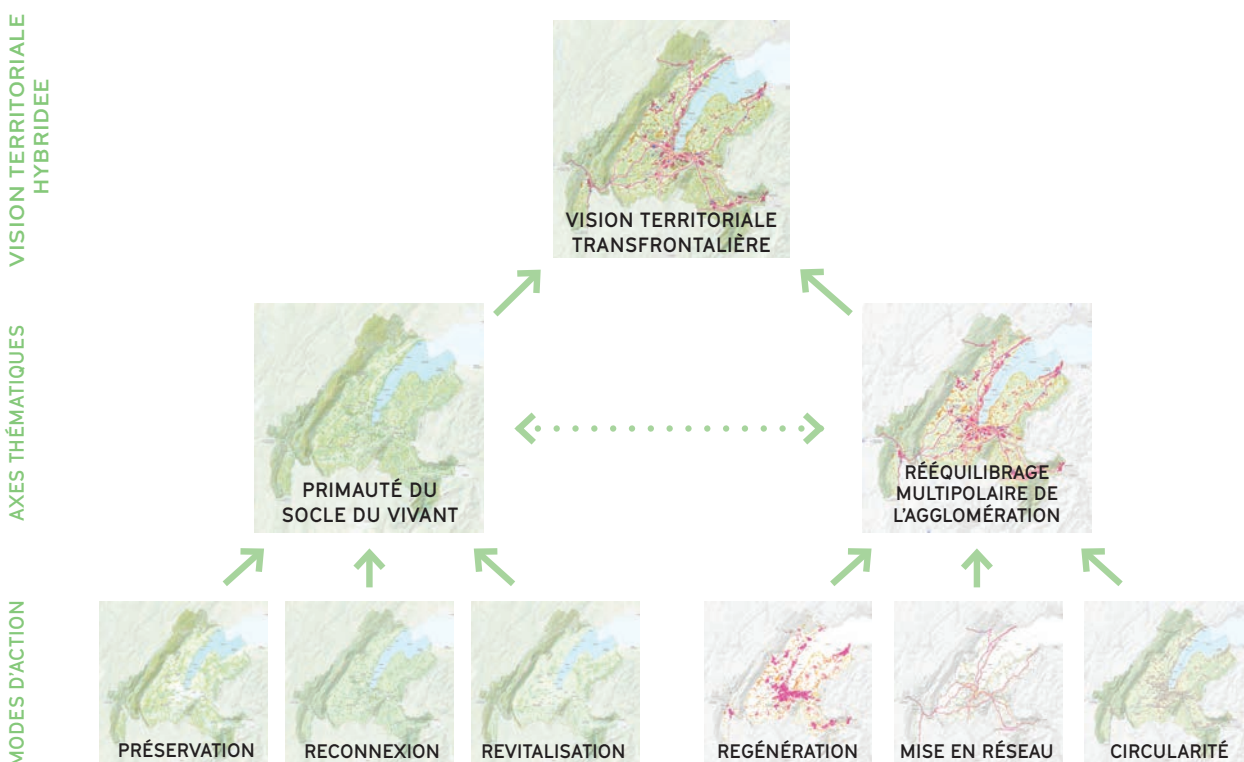 VISION TERRITORIALE
HYBRIDEE
VISION TERRITORIALE
TRANSFRONTALIÈRE
AXES THÉMATIQUES
PRIMAUTÉ DU
SOCLE DU VIVANT
RÉÉQUILIBRAGE
MULTIPOLAIRE DE
L'AGGLOMÉRATION
MODES D'ACTION
PRÉSERVATION
RECONNEXION
REVITALISATION
REGÉNÉRATION
MISE EN RÉSEAU
CIRCULARITÉ